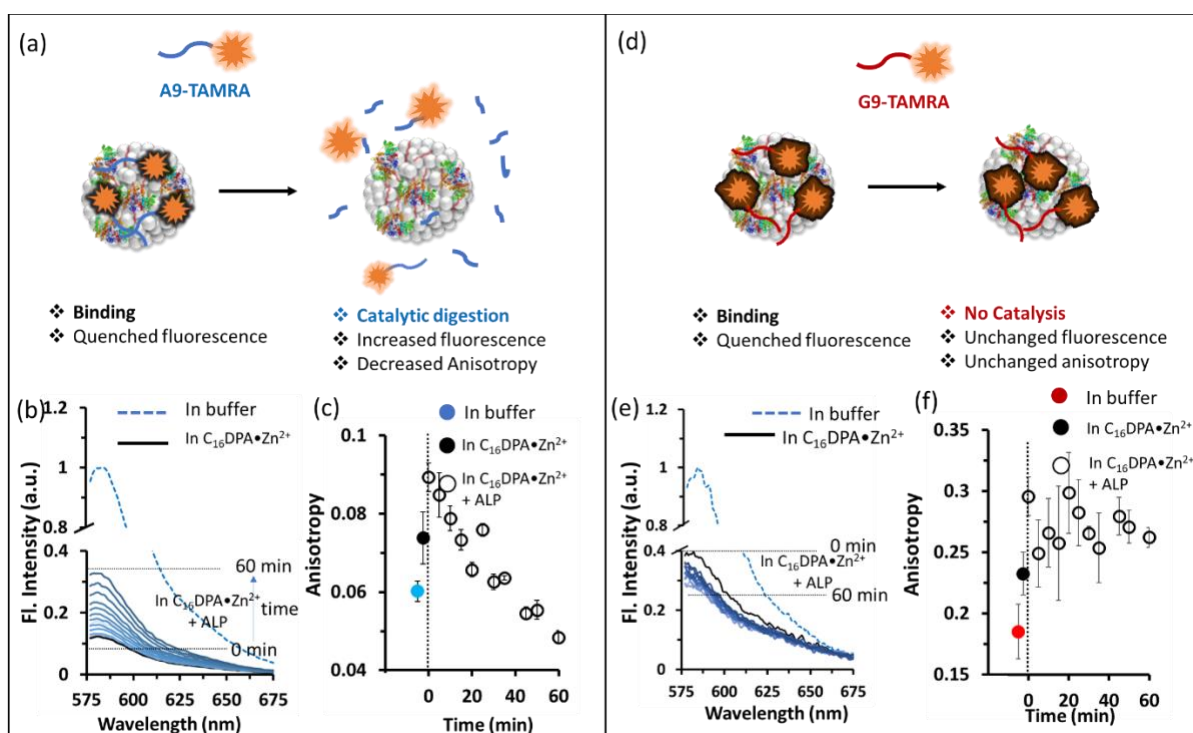 (a)
A9-TAMRA
❖ Binding
❖ Quenched fluorescence
❖ Catalytic digestion
❖ Increased fluorescence
❖ Decreased Anisotropy
(b)
In buffer
In C₁₆DPA•Zn²⁺
Fl. Intensity (a.u.)
1.2
1
0.8
0.4
0.2
0
60 min
In C₁₆DPA•Zn²⁺
+ ALP
time
0 min
575 600 625 650 675
Wavelength (nm)
(c)
In buffer
In C₁₆DPA•Zn²⁺
In C₁₆DPA•Zn²⁺
+ ALP
Anisotropy
0.1
0.08
0.06
0.04
0 20 40 60
Time (min)
(d)
G9-TAMRA
❖ Binding
❖ Quenched fluorescence
❖ No Catalysis
❖ Unchanged fluorescence
❖ Unchanged anisotropy
(e)
In buffer
In C₁₆DPA•Zn²⁺
Fl. Intensity (a.u.)
1.2
1
0.8
0.4
0.2
0
0 min
In C₁₆DPA•Zn²⁺
+ ALP
60 min
575 600 625 650 675
Wavelength (nm)
(f)
In buffer
In C₁₆DPA•Zn²⁺
In C₁₆DPA•Zn²⁺
+ ALP
Anisotropy
0.35
0.3
0.25
0.2
0.15
0 20 40 60
Time (min)